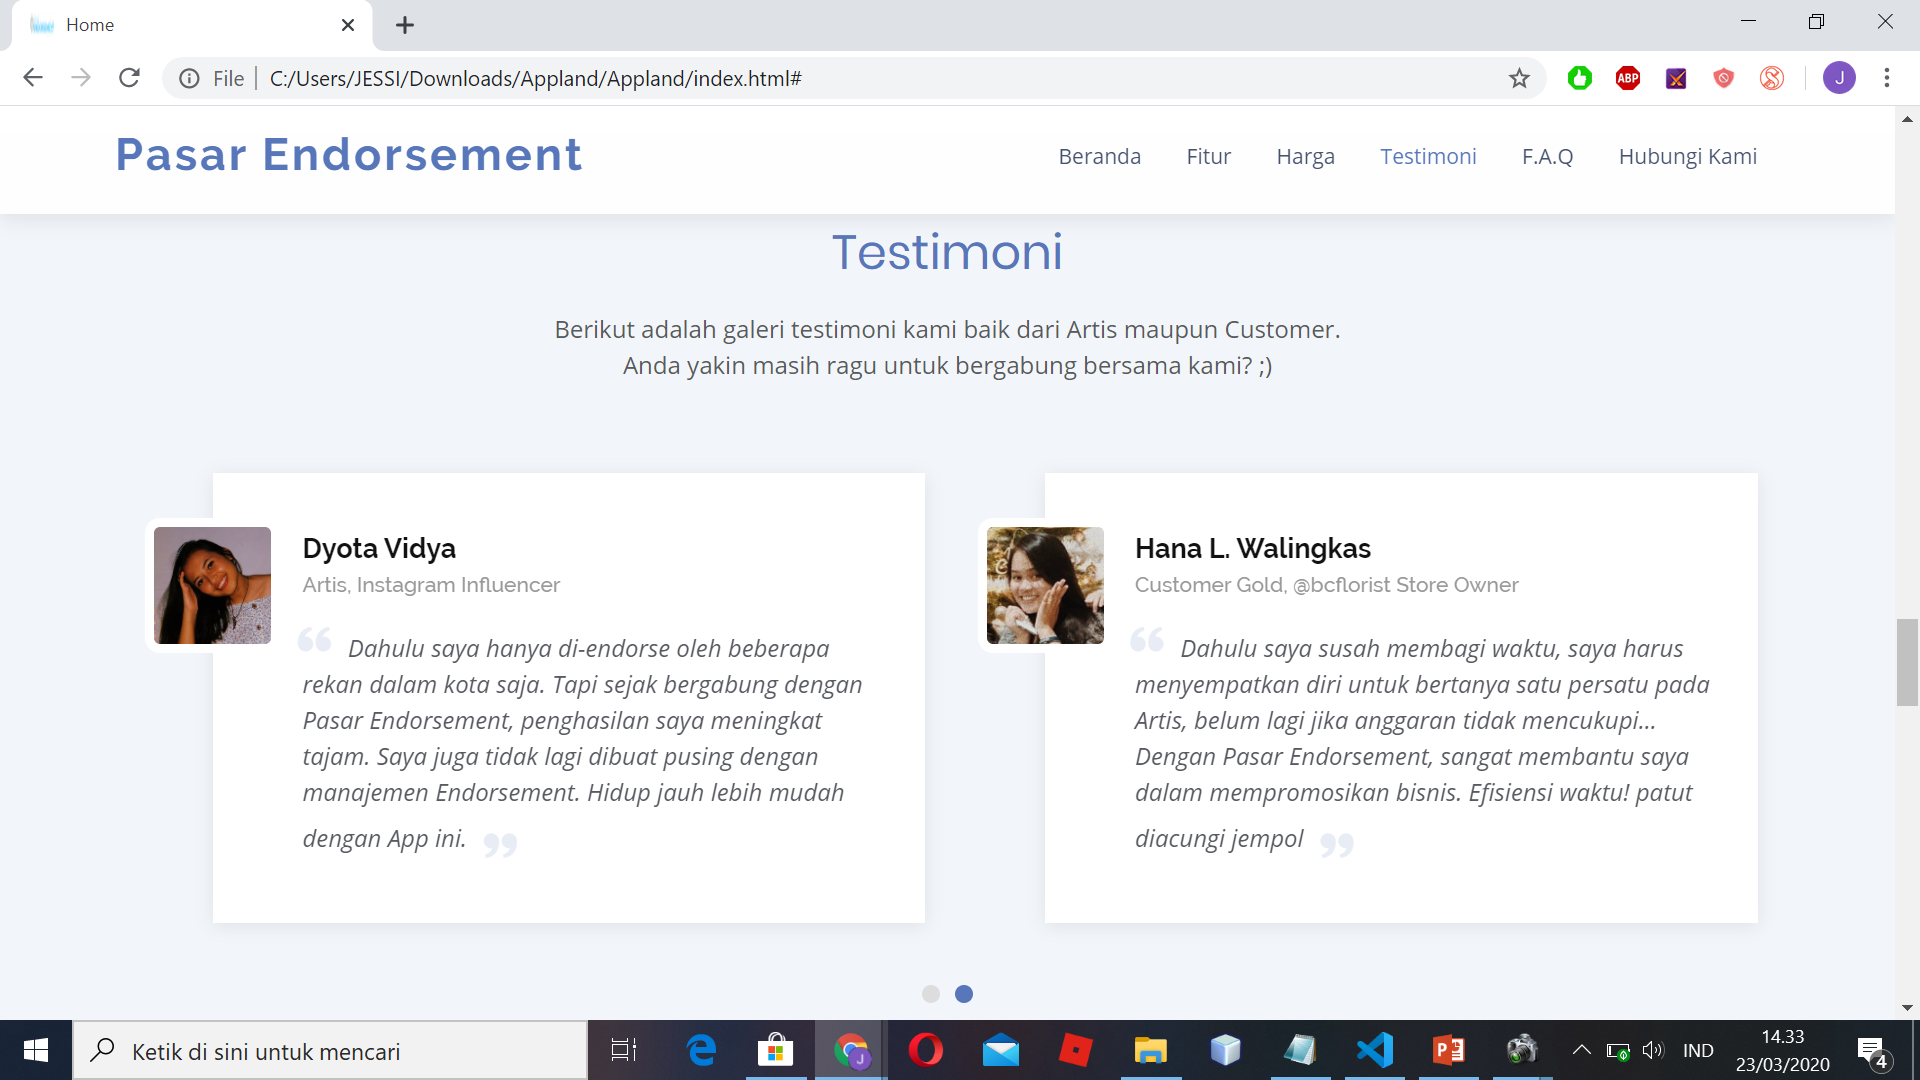 Home
File
C:/Users/JESSI/Downloads/Appland/Appland/index.html#
ABP
J
Pasar Endorsement
Beranda Fitur Harga Testimoni F.A.Q Hubungi Kami
Testimoni
Berikut adalah galeri testimoni kami baik dari Artis maupun Customer.
Anda yakin masih ragu untuk bergabung bersama kami? ;)
Dyota Vidya
Artis, Instagram Influencer
“ Dahulu saya hanya di-endorse oleh beberapa
rekan dalam kota saja. Tapi sejak bergabung dengan
Pasar Endorsement, penghasilan saya meningkat
tajam. Saya juga tidak lagi dibuat pusing dengan
manajemen Endorsement. Hidup jauh lebih mudah
dengan App ini. ”
Hana L. Walingkas
Customer Gold, @bcflorist Store Owner
“ Dahulu saya susah membagi waktu, saya harus
menyempatkan diri untuk bertanya satu persatu pada
Artis, belum lagi jika anggaran tidak mencukupi...
Dengan Pasar Endorsement, sangat membantu saya
dalam mempromosikan bisnis. Efisiensi waktu! patut
diacungi jempol ”
Ketik di sini untuk mencari
J
IND
14.33
23/03/2020
4